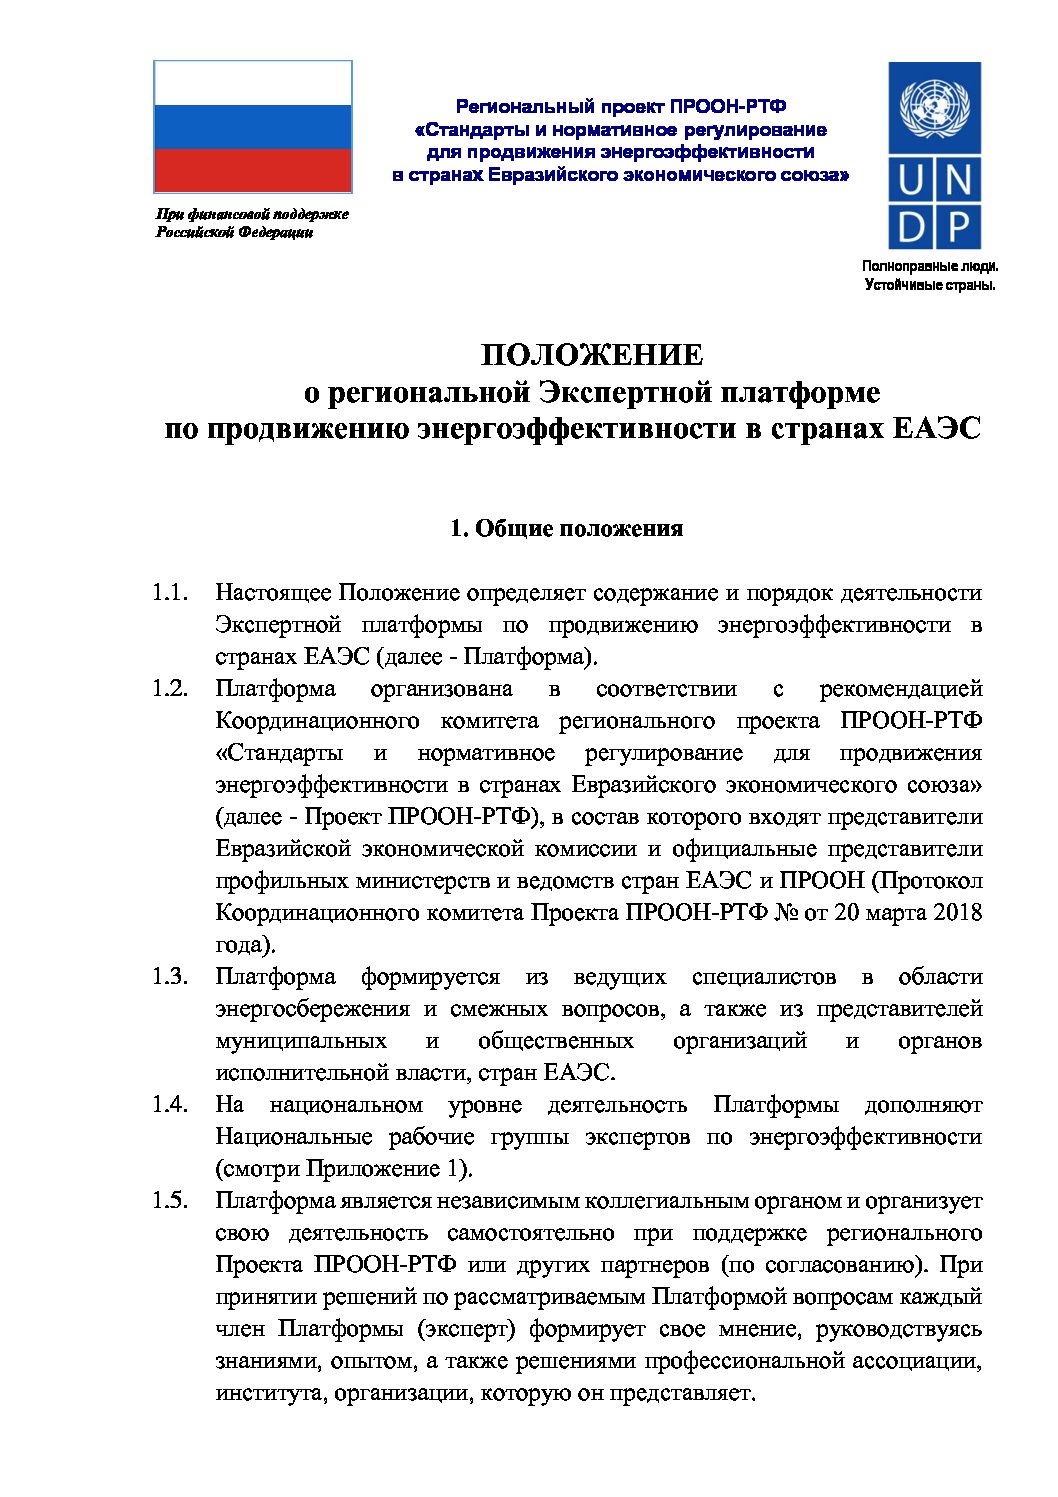 Региональный проект ПРООН-РТФ
«Стандарты и нормативное регулирование
для продвижения энергоэффективности
в странах Евразийского экономического союза»
При финансовой поддержке
Российской Федерации
U N
D P
Полноправные люди.
Устойчивые страны.
ПОЛОЖЕНИЕ
о региональной Экспертной платформе
по продвижению энергоэффективности в странах ЕАЭС
1. Общие положения
1.1. Настоящее Положение определяет содержание и порядок деятельности
Экспертной платформы по продвижению энергоэффективности в
странах ЕАЭС (далее - Платформа).
1.2. Платформа организована в соответствии с рекомендацией
Координационного комитета регионального проекта ПРООН-РТФ
«Стандарты и нормативное регулирование для продвижения
энергоэффективности в странах Евразийского экономического союза»
(далее - Проект ПРООН-РТФ), в состав которого входят представители
Евразийской экономической комиссии и официальные представители
профильных министерств и ведомств стран ЕАЭС и ПРООН (Протокол
Координационного комитета Проекта ПРООН-РТФ № от 20 марта 2018
года).
1.3. Платформа формируется из ведущих специалистов в области
энергосбережения и смежных вопросов, а также из представителей
муниципальных и общественных организаций и органов
исполнительной власти, стран ЕАЭС.
1.4. На национальном уровне деятельность Платформы дополняют
Национальные рабочие группы экспертов по энергоэффективности
(смотри Приложение 1).
1.5. Платформа является независимым коллегиальным органом и организует
свою деятельность самостоятельно при поддержке регионального
Проекта ПРООН-РТФ или других партнеров (по согласованию). При
принятии решений по рассматриваемым Платформой вопросам каждый
член Платформы (эксперт) формирует свое мнение, руководствуясь
знаниями, опытом, а также решениями профессиональной ассоциации,
института, организации, которую он представляет.